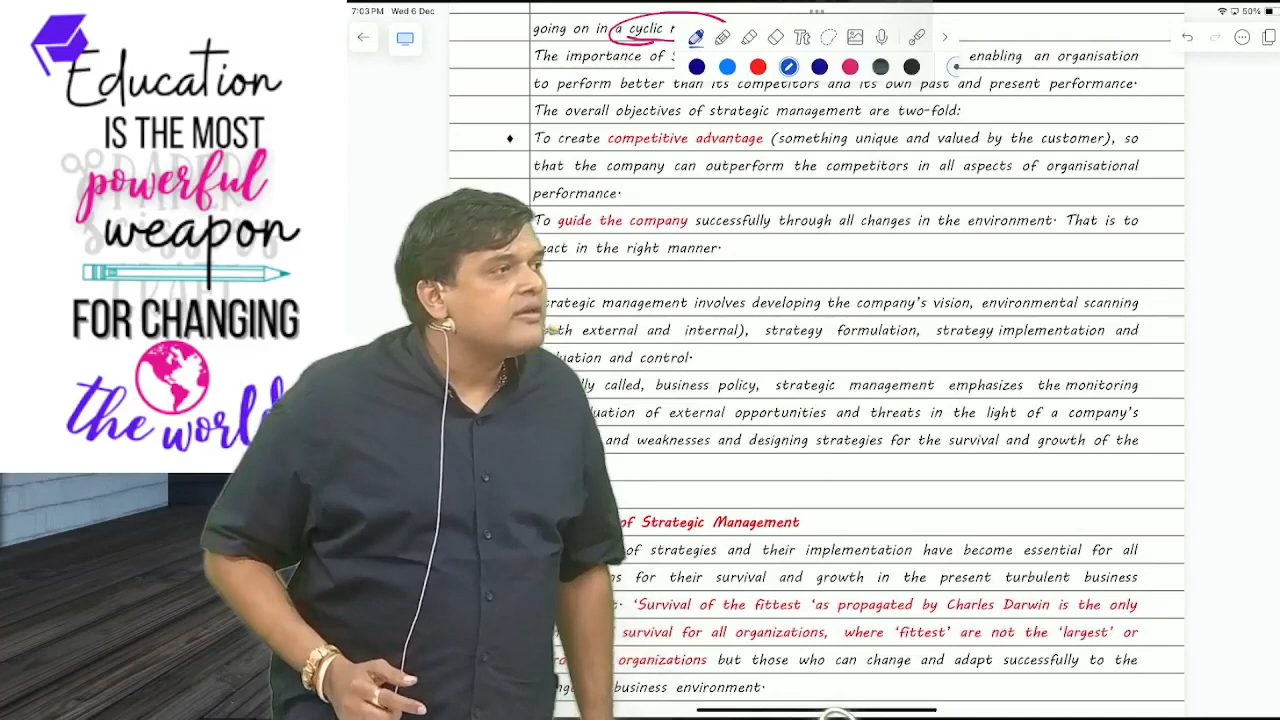 7:03 PM Wed 6 Dec
50%
Education
IS THE MOST
powerful
weapon
FOR CHANGING
the world
going on in a cyclic
The importance of enabling an organisation
to perform better than its competitors and its own past and present performance.
The overall objectives of strategic management are two-fold:
♦ To create competitive advantage (something unique and valued by the customer), so
that the company can outperform the competitors in all aspects of organisational
performance.
To guide the company successfully through all changes in the environment. That is to
in the right manner.
management involves developing the company's vision, environmental scanning
external and internal), strategy formulation, strategy implementation and
and control.
called, business policy, strategic management emphasizes the monitoring
of external opportunities and threats in the light of a company's
and weaknesses and designing strategies for the survival and growth of the
of Strategic Management
of strategies and their implementation have become essential for all
for their survival and growth in the present turbulent business
'Survival of the fittest 'as propagated by Charles Darwin is the only
survival for all organizations, where 'fittest' are not the 'largest' or
organizations but those who can change and adapt successfully to the
business environment.